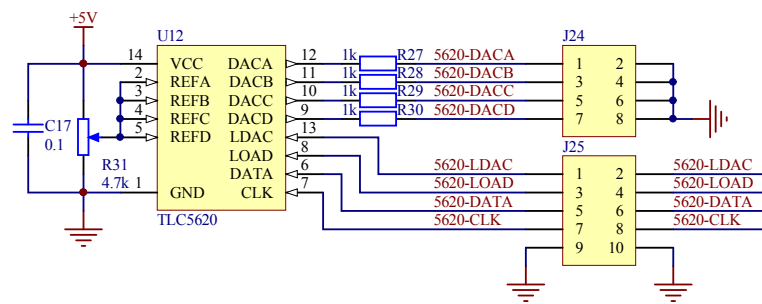 +5V
U12
J24
14 VCC DACA 12 1k R27 5620-DACA 1 2
2 REFA DACB 11 1k R28 5620-DACB 3 4
3 REFB DACC 10 1k R29 5620-DACC 5 6
4 REFC DACD 9 1k R30 5620-DACD 7 8
5 REFD LDAC 13
C17
0.1
LOAD 8
J25
R31
4.7k
DATA 6 5620-LDAC 1 2 5620-LDAC
1 GND CLK 7 5620-LOAD 3 4 5620-LOAD
TLC5620 5620-DATA 5 6 5620-DATA
5620-CLK 7 8 5620-CLK
9 10